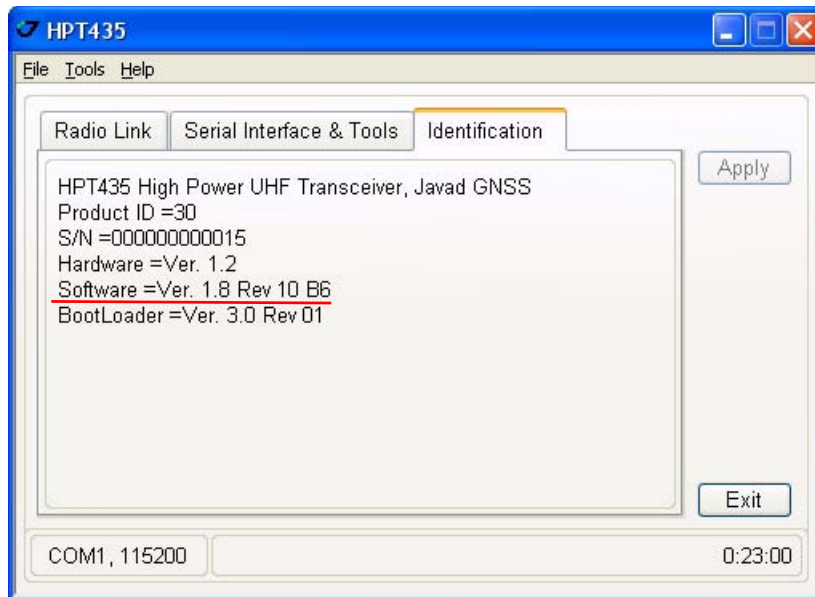 HPT435
File Tools Help
Radio Link Serial Interface & Tools Identification
Apply
HPT435 High Power UHF Transceiver, Javad GNSS
Product ID =30
S/N =000000000015
Hardware =Ver. 1.2
Software =Ver. 1.8 Rev 10 B6
BootLoader =Ver. 3.0 Rev 01
Exit
COM1, 115200 0:23:00